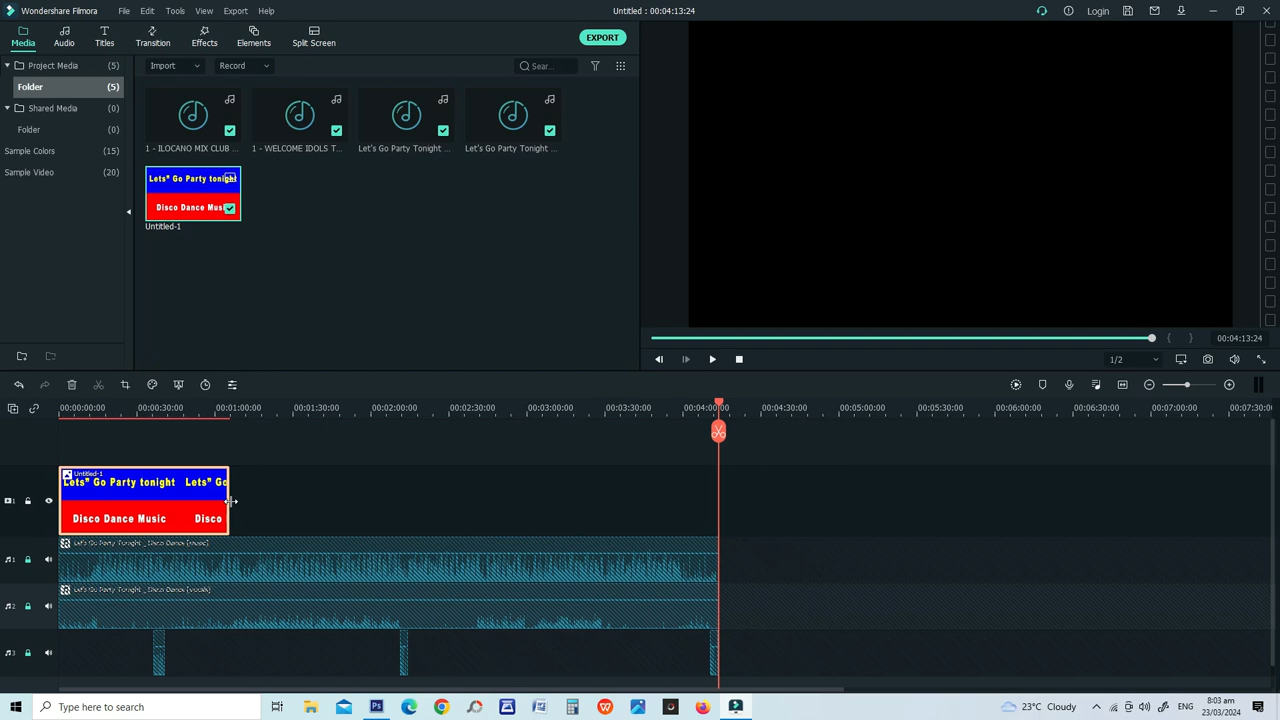 Wondershare Filmora File Edit Tools View Export Help Untitled : 00:04:13:24 Login
Media Audio Titles Transition Effects Elements Split Screen EXPORT
Project Media (5) Import Record Sear...
Folder (5)
Shared Media (0)
Folder (0)
Sample Colors (15)
Sample Video (20)
1 - ILOCANO MIX CLUB ... 1 - WELCOME IDOLS T... Let's Go Party Tonight ... Let's Go Party Tonight ...
Lets" Go Party tonight
Disco Dance Musi
Untitled-1
00:04:13:24
1/2
00:00:00:00 00:00:30:00 00:01:00:00 00:01:30:00 00:02:00:00 00:02:30:00 00:03:00:00 00:03:30:00 00:04:00:00 00:04:30:00 00:05:00:00 00:05:30:00 00:06:00:00 00:06:30:00 00:07:00:00 00:07:30:0
Untitled-1
Lets" Go Party tonight Lets" Go
Disco Dance Music Disco
1
Let's Go Party Tonight _ Disco Dance [music]
1
Let's Go Party Tonight _ Disco Dance [vocals]
2
3
Type here to search 23°C Cloudy ENG 8:03 am
23/03/2024